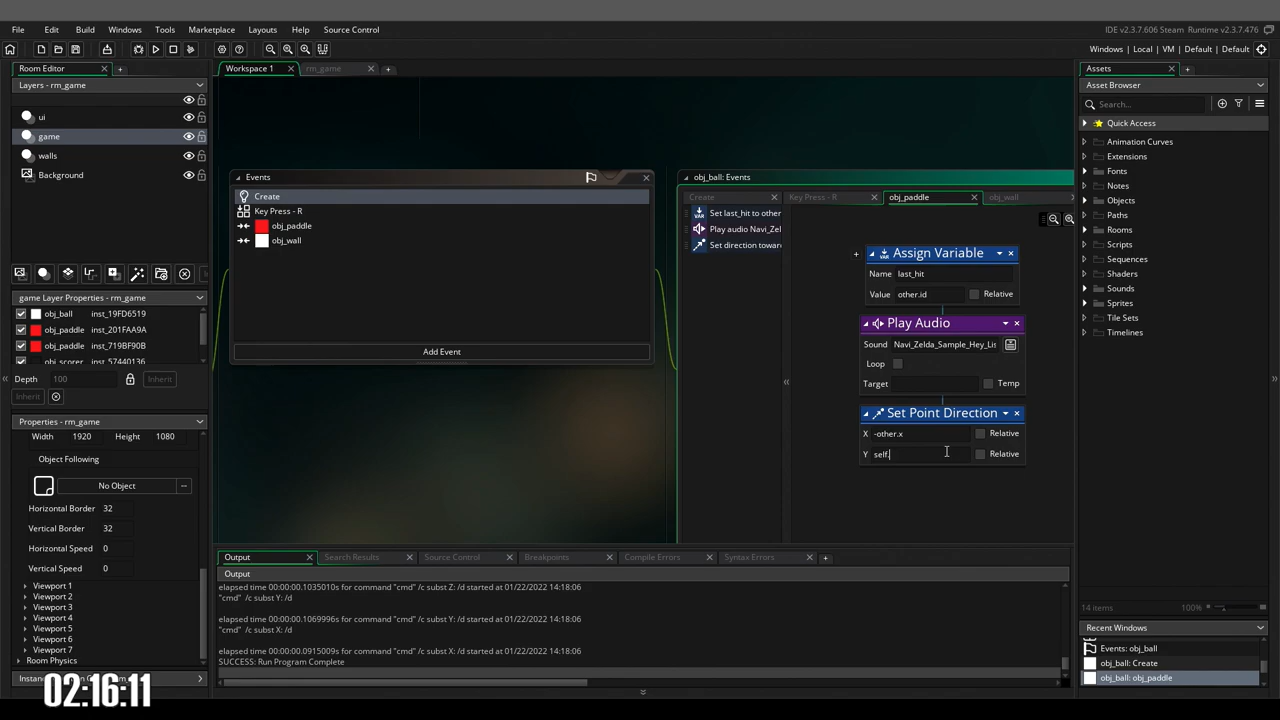 File Edit Build Windows Tools Marketplace Layouts Help Source Control
IDE v2.3.7.606 Steam Runtime v2.3.7.476
Windows | Local | VM | Default | Default
Room Editor
Workspace 1
rm_game
Assets
Layers - rm_game
ui
game
walls
Background
game Layer Properties - rm_game
obj_ball inst_19FD6519
obj_paddle inst_201FAA9A
obj_paddle inst_719BF90B
obj_scorer inst_57440136
Depth 100 Inherit
Inherit
Properties - rm_game
Width 1920 Height 1080
Object Following
No Object
Horizontal Border 32
Vertical Border 32
Horizontal Speed 0
Vertical Speed 0
Viewport 1
Viewport 2
Viewport 3
Viewport 4
Viewport 5
Viewport 6
Viewport 7
Room Physics
02:16:11
Events
Create
Key Press - R
obj_paddle
obj_wall
Add Event
obj_ball: Events
Create
Key Press - R
obj_paddle
obj_wall
Set last_hit to other
Play audio Navi_Zel
Set direction towar
Assign Variable
Name last_hit
Value other.id Relative
Play Audio
Sound Navi_Zelda_Sample_Hey_Lis
Loop
Target Temp
Set Point Direction
X -other.x Relative
Y self. Relative
Output Search Results Source Control Breakpoints Compile Errors Syntax Errors
Output
elapsed time 00:00:00.1035010s for command "cmd" /c subst Z: /d started at 01/22/2022 14:18:06
"cmd" /c subst Y: /d
elapsed time 00:00:00.1069996s for command "cmd" /c subst Y: /d started at 01/22/2022 14:18:06
"cmd" /c subst X: /d
elapsed time 00:00:00.0915009s for command "cmd" /c subst X: /d started at 01/22/2022 14:18:06
SUCCESS: Run Program Complete
Asset Browser
Search...
Quick Access
Animation Curves
Extensions
Fonts
Notes
Objects
Paths
Rooms
Scripts
Sequences
Shaders
Sounds
Sprites
Tile Sets
Timelines
14 items 100%
Recent Windows
Events: obj_ball
obj_ball: Create
obj_ball: obj_paddle